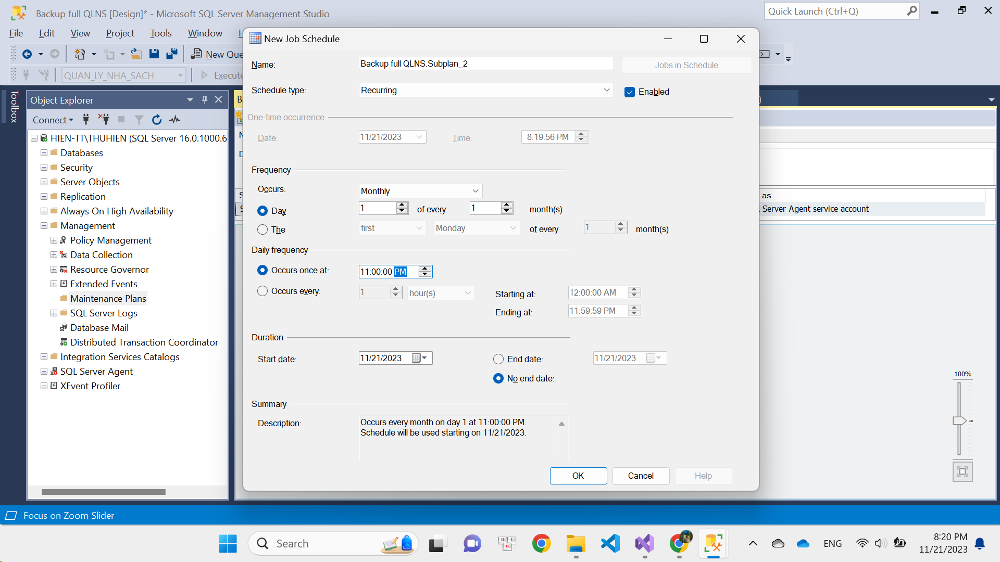 Backup full QLNS [Design]* - Microsoft SQL Server Management Studio
Quick Launch (Ctrl+Q)
File Edit View Project Tools Window
New Que
QUAN_LY_NHA_SACH
Execute
Toolbox
Object Explorer
Connect
HIEN-TT\THUHIEN (SQL Server 16.0.1000.6
Databases
Security
Server Objects
Replication
Always On High Availability
Management
Policy Management
Data Collection
Resource Governor
Extended Events
Maintenance Plans
SQL Server Logs
Database Mail
Distributed Transaction Coordinator
Integration Services Catalogs
SQL Server Agent
XEvent Profiler
New Job Schedule
Name: Backup full QLNS.Subplan_2 Jobs in Schedule
Schedule type: Recurring Enabled
One-time occurrence
Date: 11/21/2023 Time: 8:19:56 PM
Frequency
Occurs: Monthly
Day 1 of every 1 month(s)
The first Monday of every 1 month(s)
Daily frequency
Occurs once at: 11:00:00 PM
Occurs every: 1 hour(s) Starting at: 12:00:00 AM
Ending at: 11:59:59 PM
Duration
Start date: 11/21/2023 End date: 11/21/2023
No end date:
Summary
Description: Occurs every month on day 1 at 11:00:00 PM.
Schedule will be used starting on 11/21/2023.
OK Cancel Help
as
Server Agent service account
100%
Focus on Zoom Slider
Search
ENG
8:20 PM
11/21/2023